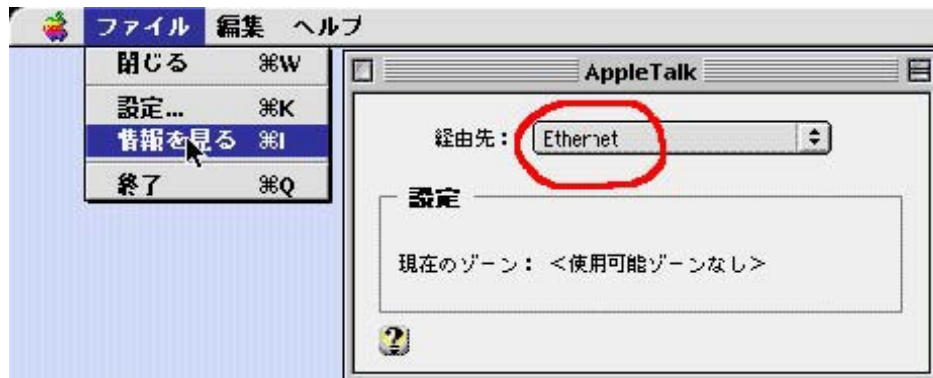 ファイル 編集 ヘルプ
閉じる ⌘W
設定... ⌘K
情報を見る ⌘I
終了 ⌘Q
AppleTalk
経由先： Ethernet
設定
現在のゾーン： ＜使用可能ゾーンなし＞
?